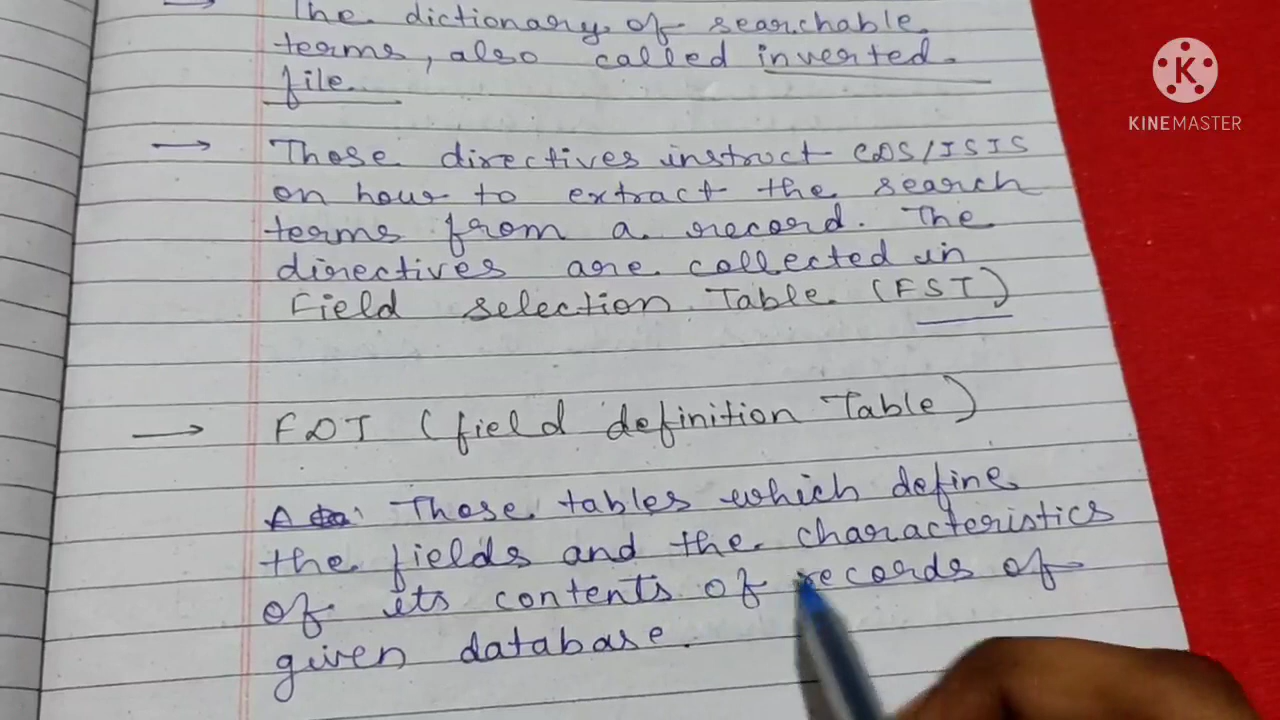 The dictionary of searchable
terms, also called inverted
file.
These directives instruct CDS/ISIS
on how to extract the search
terms from a record. The
directives are collected in
Field selection Table (FST)
FDT (field definition Table)
Those tables which define
the fields and the characteristics
of its contents of records of
given database.
K
KINEMASTER